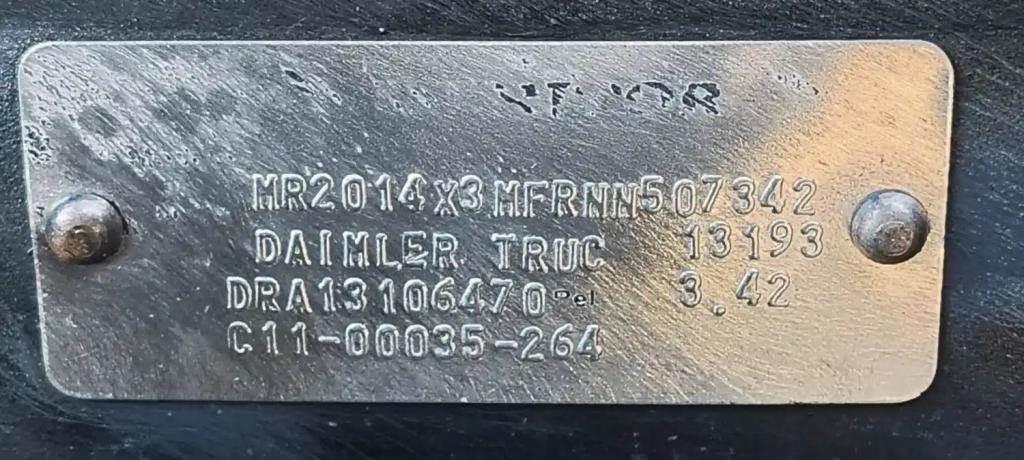 MR2014X3MFRNN507342
DAIMLER TRUC 13193
DRA13106470 3.42
C11-00035-264